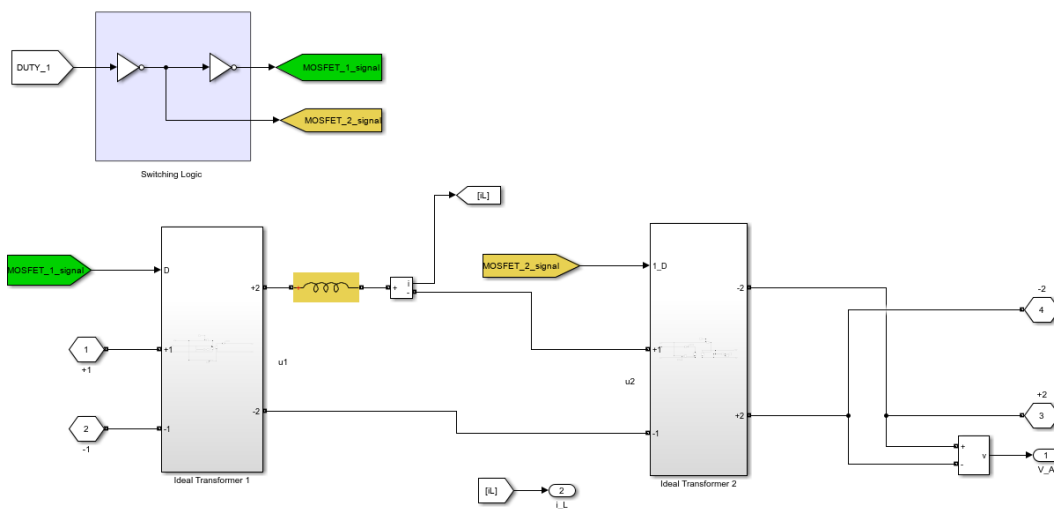 DUTY_1
MOSFET_1_signal
MOSFET_2_signal
Switching Logic
[iL]
MOSFET_1_signal
D
+2
+
i
-
MOSFET_2_signal
1_D
-2
-2
4
1
+1
+1
u1
+1
u2
+2
3
2
-1
-1
-2
-1
+2
+
-
v
1
V_A
Ideal Transformer 1
Ideal Transformer 2
[iL]
2
i_L